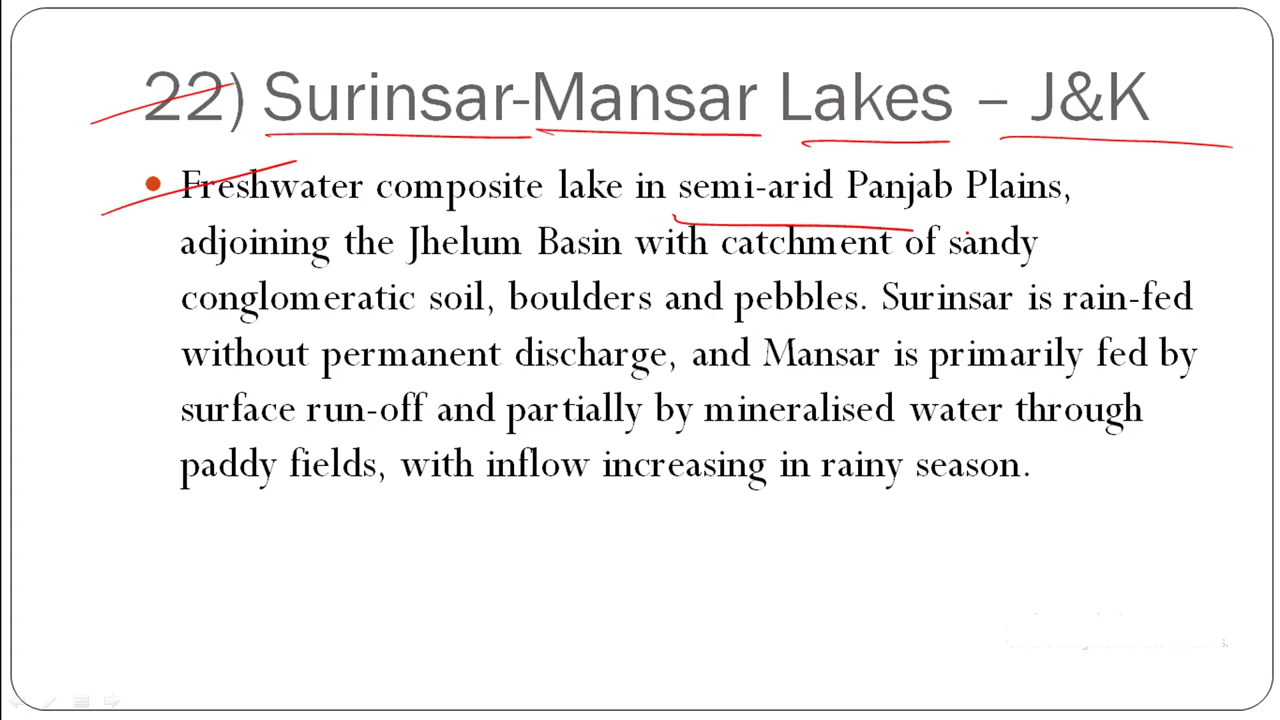 22) Surinsar-Mansar Lakes – J&K
Freshwater composite lake in semi-arid Panjab Plains,
adjoining the Jhelum Basin with catchment of sandy
conglomeratic soil, boulders and pebbles. Surinsar is rain-fed
without permanent discharge, and Mansar is primarily fed by
surface run-off and partially by mineralised water through
paddy fields, with inflow increasing in rainy season.